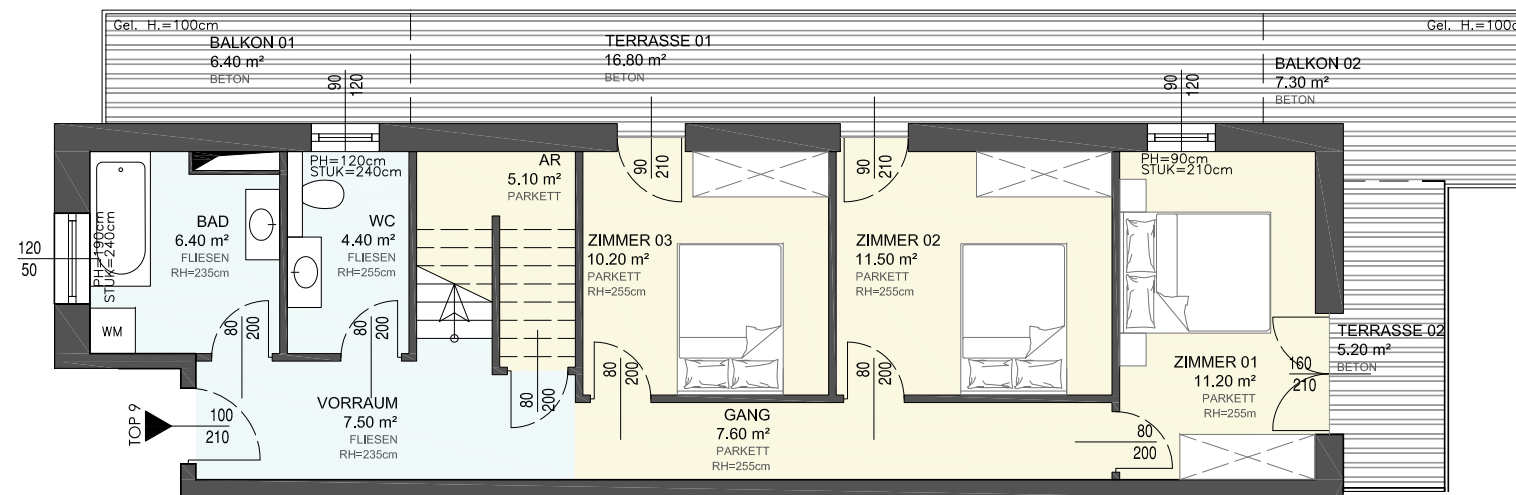 Gel. H.=100cm
BALKON 01
6.40 m²
BETON
TERRASSE 01
16.80 m²
BETON
Gel. H.=100c
BALKON 02
7.30 m²
BETON
90
120
90
120
PH=120cm
STUK=240cm
AR
5.10 m²
PARKETT
90
210
90
210
PH=90cm
STUK=210cm
120
50
PH=190cm
STUK=240cm
BAD
6.40 m²
FLIESEN
RH=235cm
WC
4.40 m²
FLIESEN
RH=255cm
ZIMMER 03
10.20 m²
PARKETT
RH=255cm
ZIMMER 02
11.50 m²
PARKETT
RH=255cm
WM
80
200
80
200
80
200
80
200
80
200
ZIMMER 01
11.20 m²
PARKETT
RH=255m
160
210
TERRASSE 02
5.20 m²
BETON
TOP 9
100
210
VORRAUM
7.50 m²
FLIESEN
RH=235cm
GANG
7.60 m²
PARKETT
RH=255cm
80
200